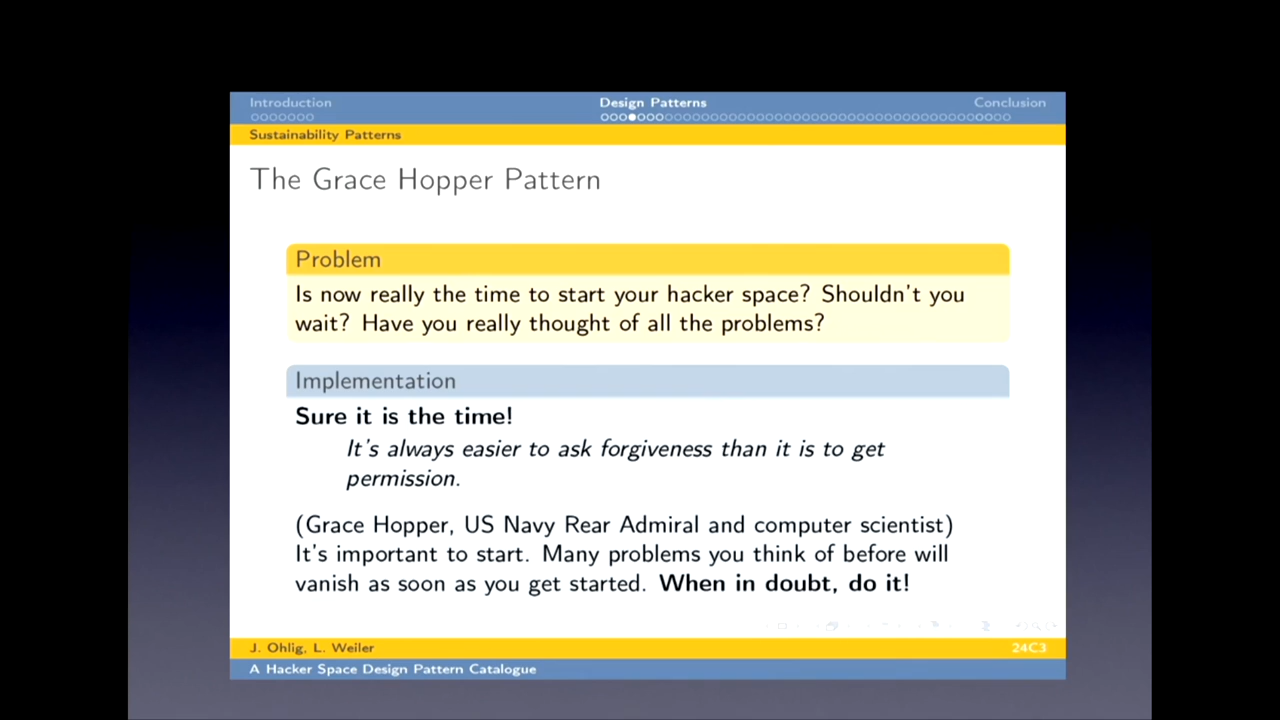 Introduction
Design Patterns
Conclusion
Sustainability Patterns
The Grace Hopper Pattern
Problem
Is now really the time to start your hacker space? Shouldn't you
wait? Have you really thought of all the problems?
Implementation
Sure it is the time!
It's always easier to ask forgiveness than it is to get
permission.
(Grace Hopper, US Navy Rear Admiral and computer scientist)
It's important to start. Many problems you think of before will
vanish as soon as you get started. When in doubt, do it!
J. Ohlig, L. Weiler
24C3
A Hacker Space Design Pattern Catalogue